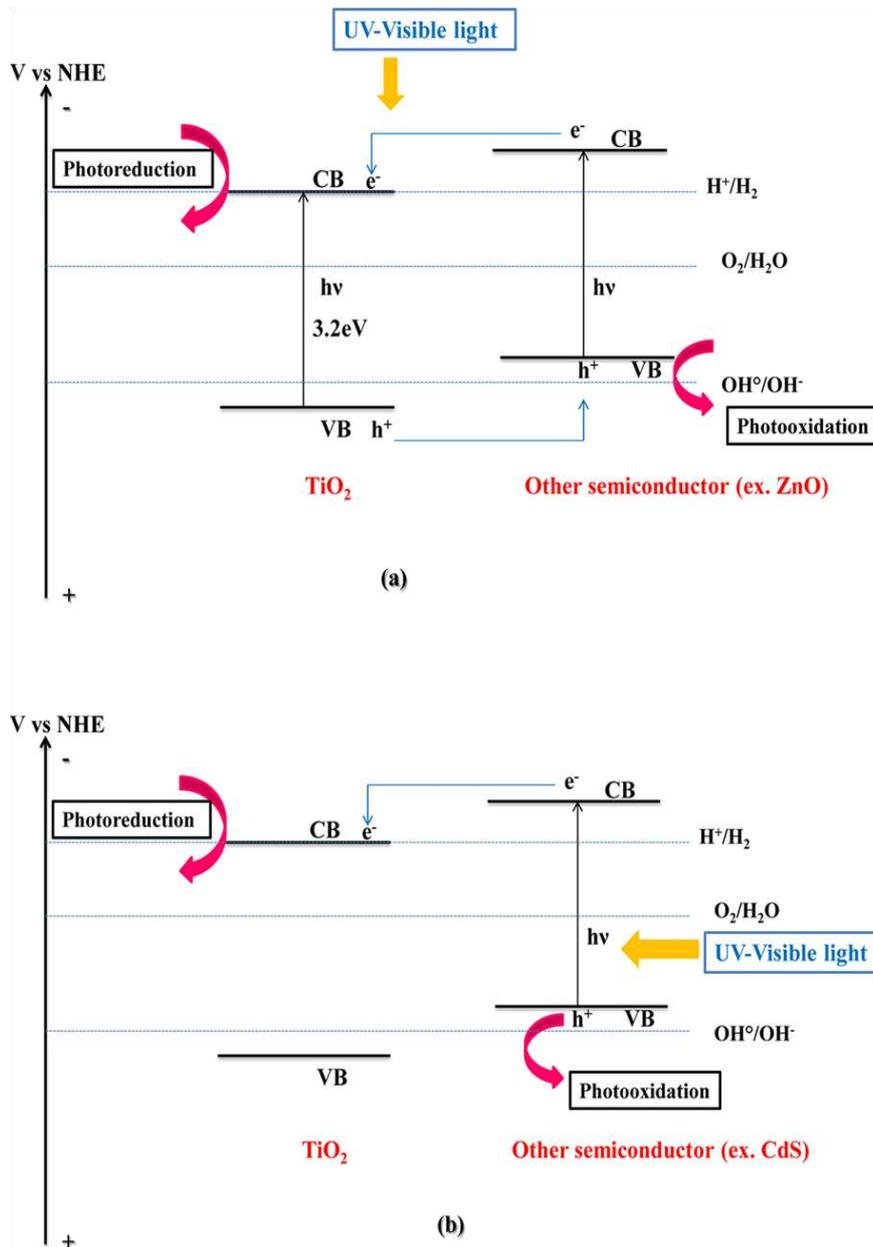 UV-Visible light
V vs NHE
-
e⁻
CB
Photoreduction
CB
e⁻
H⁺/H₂
O₂/H₂O
hν
hν
3.2eV
h⁺
VB
OH°/OH⁻
VB
h⁺
Photooxidation
TiO₂
Other semiconductor (ex. ZnO)
(a)
+
V vs NHE
-
e⁻
CB
Photoreduction
CB
e⁻
H⁺/H₂
O₂/H₂O
hν
UV-Visible light
h⁺
VB
OH°/OH⁻
VB
Photooxidation
TiO₂
Other semiconductor (ex. CdS)
(b)
+